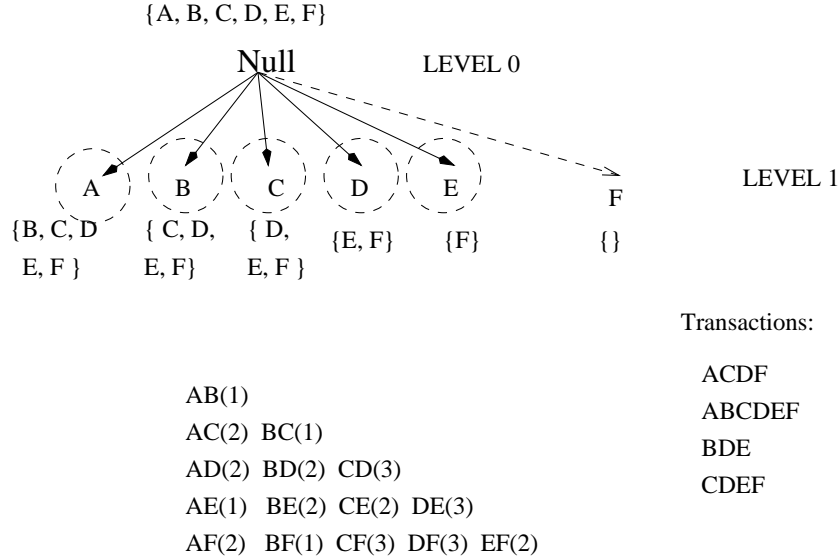 {A, B, C, D, E, F}
Null
LEVEL 0
A
B
C
D
E
F
LEVEL 1
{B, C, D
E, F }
{ C, D,
E, F}
{ D,
E, F }
{E, F}
{F}
{}
Transactions:
ACDF
ABCDEF
BDE
CDEF
AB(1)
AC(2) BC(1)
AD(2) BD(2) CD(3)
AE(1) BE(2) CE(2) DE(3)
AF(2) BF(1) CF(3) DF(3) EF(2)